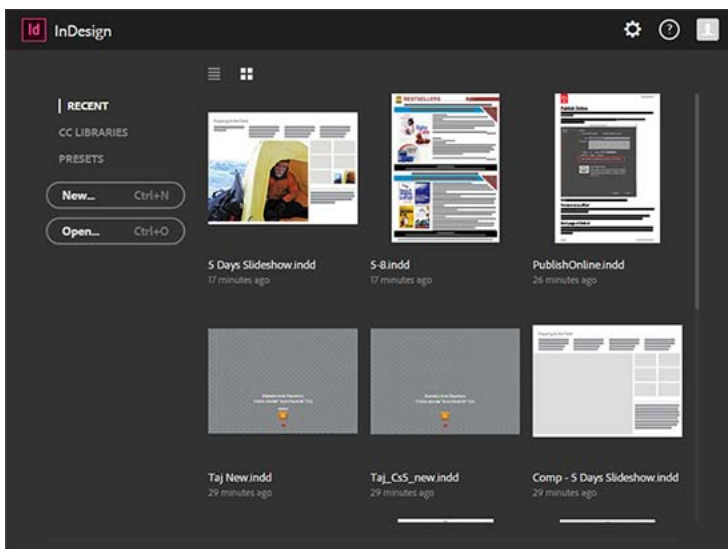 Id InDesign
?
RECENT
CC LIBRARIES
PRESETS
New... Ctrl+N
Open... Ctrl+O
BESTSELLERS
Publish Online
5 Days Slideshow.indd
17 minutes ago
5-8.indd
17 minutes ago
PublishOnline.indd
26 minutes ago
Taj New.indd
29 minutes ago
Taj_Cs5_new.indd
29 minutes ago
Comp - 5 Days Slideshow.indd
29 minutes ago